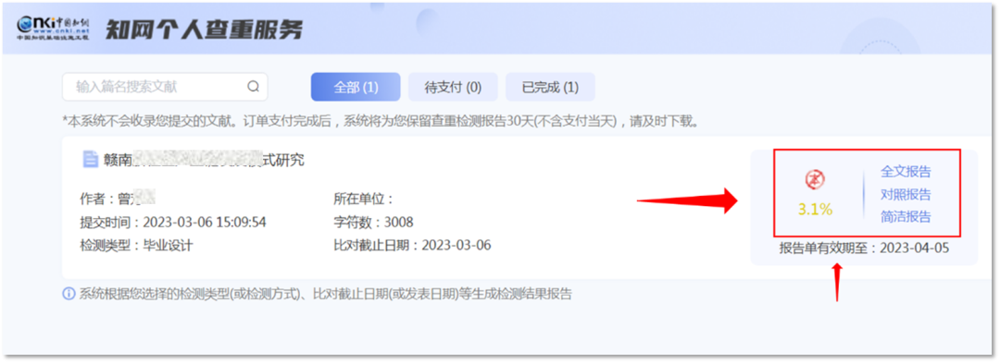 cnki 中国知网
www.cnki.net
中国知识基础设施工程
知网个人查重服务
输入篇名搜索文献
全部 (1)
待支付 (0)
已完成 (1)
*本系统不会收录您提交的文献。订单支付完成后，系统将为您保留查重检测报告30天(不含支付当天)，请及时下载。
赣南 式研究
作者：曾
所在单位：
提交时间：2023-03-06 15:09:54
字符数：3008
检测类型：毕业设计
比对截止日期：2023-03-06
本
3.1%
全文报告
对照报告
简洁报告
报告单有效期至：2023-04-05
系统根据您选择的检测类型(或检测方式)、比对截止日期(或发表日期)等生成检测结果报告